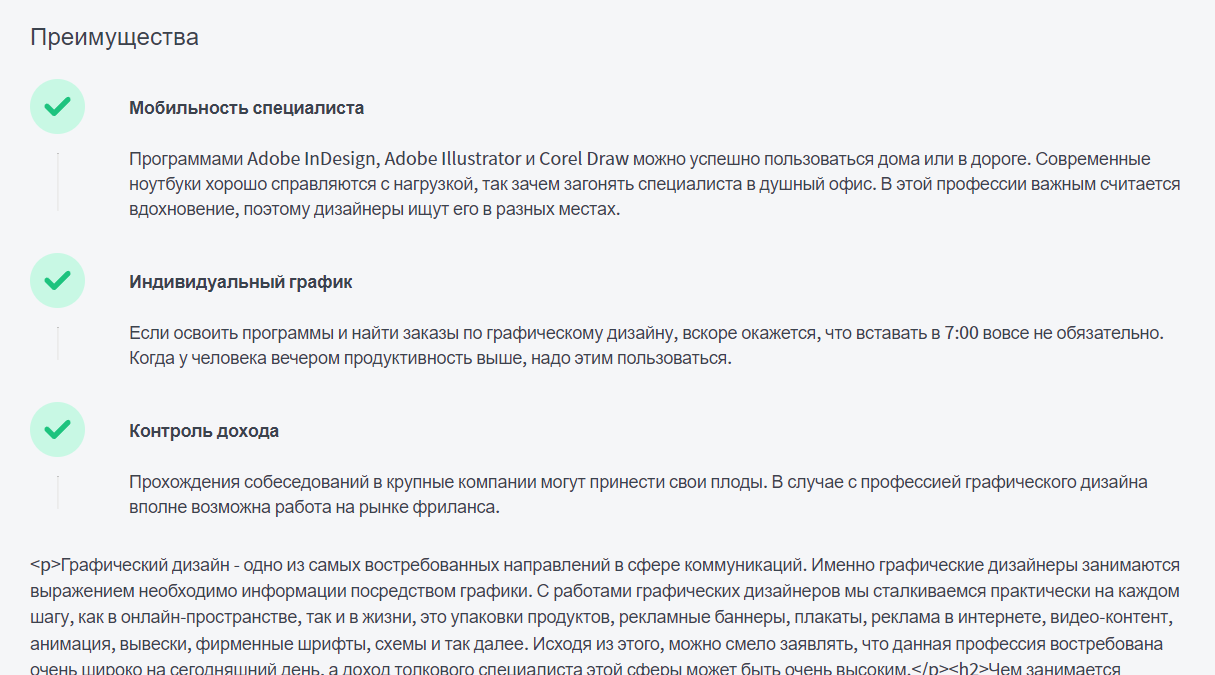 Преимущества
Мобильность специалиста
Программами Adobe InDesign, Adobe Illustrator и Corel Draw можно успешно пользоваться дома или в дороге. Современные
ноутбуки хорошо справляются с нагрузкой, так зачем загонять специалиста в душный офис. В этой профессии важным считается
вдохновение, поэтому дизайнеры ищут его в разных местах.
Индивидуальный график
Если освоить программы и найти заказы по графическому дизайну, вскоре окажется, что вставать в 7:00 вовсе не обязательно.
Когда у человека вечером продуктивность выше, надо этим пользоваться.
Контроль дохода
Прохождения собеседований в крупные компании могут принести свои плоды. В случае с профессией графического дизайна
вполне возможна работа на рынке фриланса.
<p>Графический дизайн - одно из самых востребованных направлений в сфере коммуникаций. Именно графические дизайнеры занимаются
выражением необходимо информации посредством графики. С работами графических дизайнеров мы сталкиваемся практически на каждом
шагу, как в онлайн-пространстве, так и в жизни, это упаковки продуктов, рекламные баннеры, плакаты, реклама в интернете, видео-контент,
анимация, вывески, фирменные шрифты, схемы и так далее. Исходя из этого, можно смело заявлять, что данная профессия востребована
очень широко на сегодняшний день, а доход толкового специалиста этой сферы может быть очень высоким.</p><h2>Чем занимается